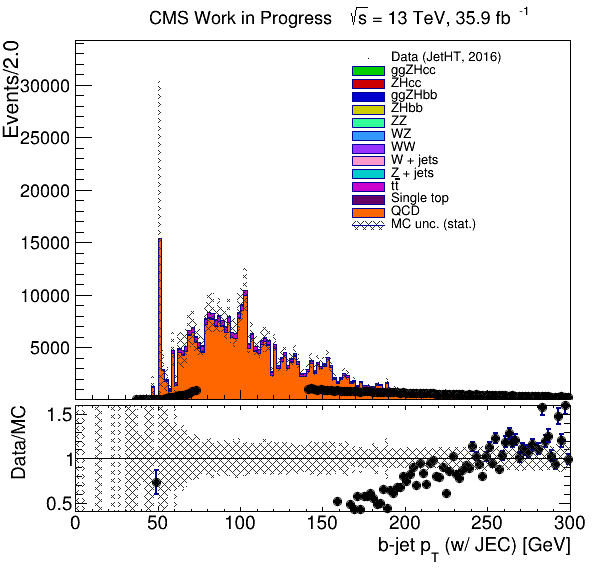 CMS Work in Progress √s = 13 TeV, 35.9 fb⁻¹
Events/2.0
30000
25000
20000
15000
10000
5000
Data (JetHT, 2016)
ggZHcc
ZHcc
ggZHbb
ZHbb
ZZ
WZ
WW
W + jets
Z + jets
tt̅
Single top
QCD
MC unc. (stat.)
Data/MC
1.5
1
0.5
0 50 100 150 200 250 300
b-jet p_T (w/ JEC) [GeV]